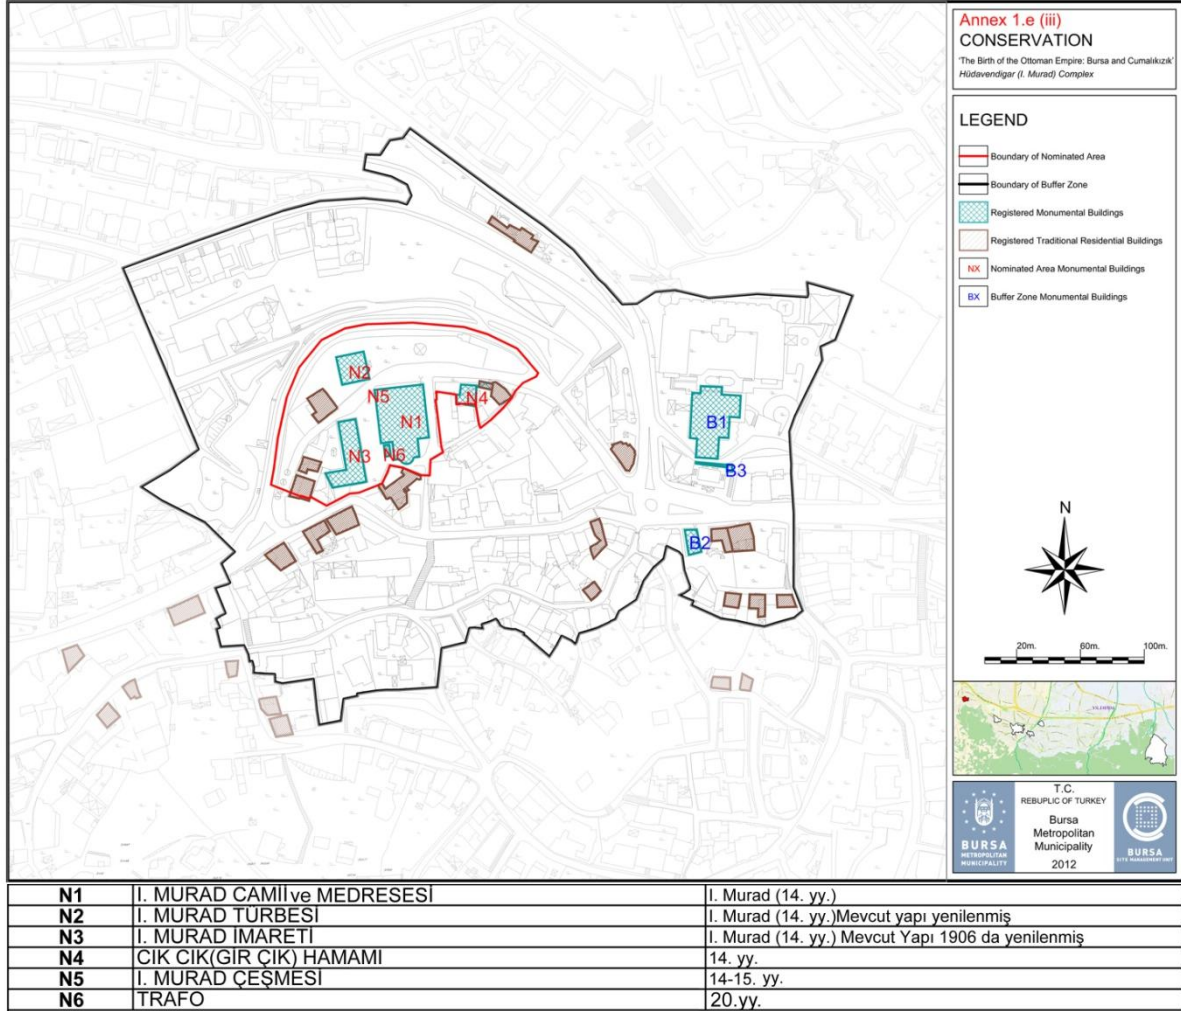 Annex 1.e (iii)
CONSERVATION
'The Birth of the Ottoman Empire: Bursa and Cumalıkızık'
Hüdavendigar (I. Murad) Complex
LEGEND
Boundary of Nominated Area
Boundary of Buffer Zone
Registered Monumental Buildings
Registered Traditional Residential Buildings
NX Nominated Area Monumental Buildings
BX Buffer Zone Monumental Buildings
N2
N5
N4
N1
B1
N3
N6
B3
B2
N
20m. 60m. 100m.
BURSA
METROPOLITAN
MUNICIPALITY
T.C.
REBUPLIC OF TURKEY
Bursa
Metropolitan
Municipality
2012
BURSA
SITE MANAGEMENT UNIT
N1 I. MURAD CAMİİ ve MEDRESESİ I. Murad (14. yy.)
N2 I. MURAD TÜRBESİ I. Murad (14. yy.)Mevcut yapı yenilenmiş
N3 I. MURAD İMARETİ I. Murad (14. yy.) Mevcut Yapı 1906 da yenilenmiş
N4 CIK CIK(GİR ÇIK) HAMAMI 14. yy.
N5 I. MURAD ÇEŞMESİ 14-15. yy.
N6 TRAFO 20.yy.